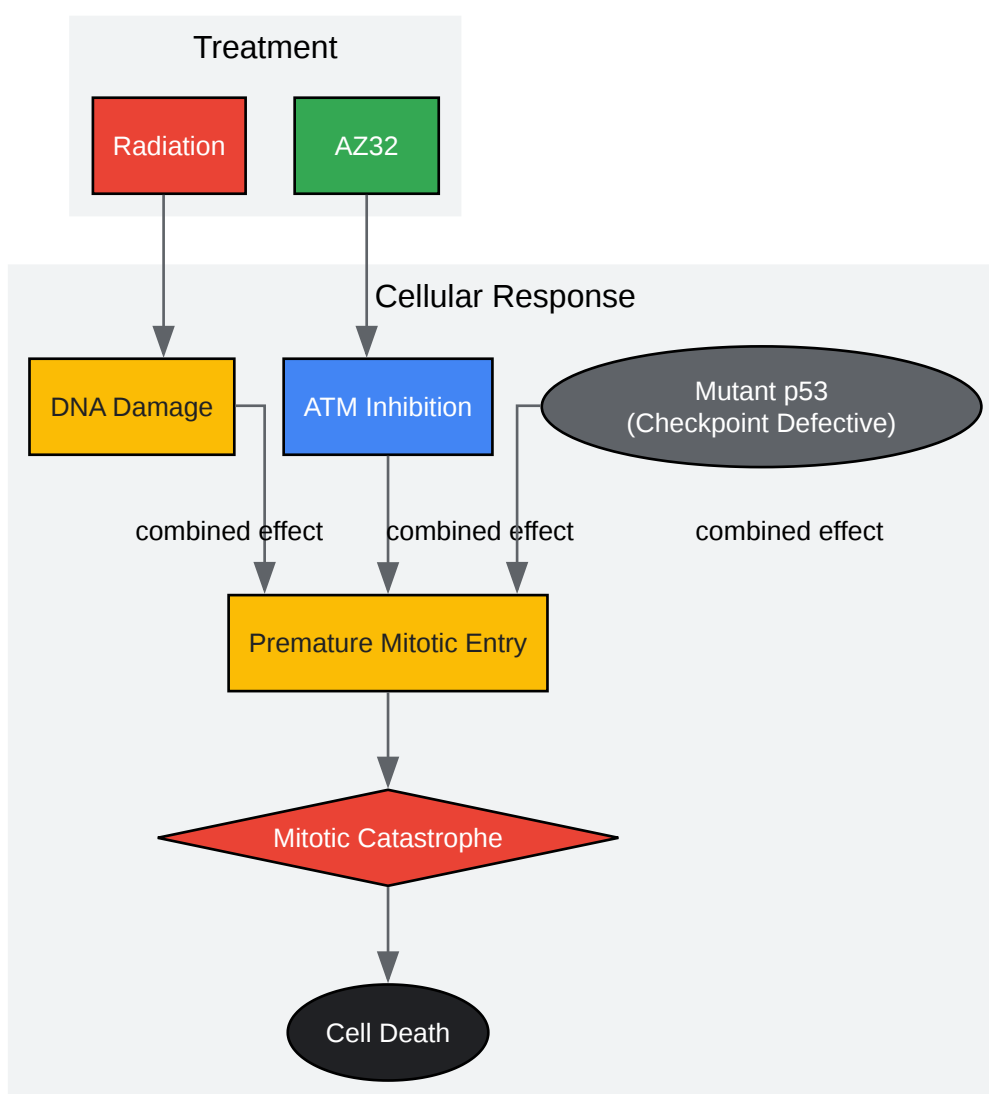 Treatment
Radiation
AZ32
Cellular Response
DNA Damage
ATM Inhibition
Mutant p53
(Checkpoint Defective)
combined effect
combined effect
combined effect
Premature Mitotic Entry
Mitotic Catastrophe
Cell Death